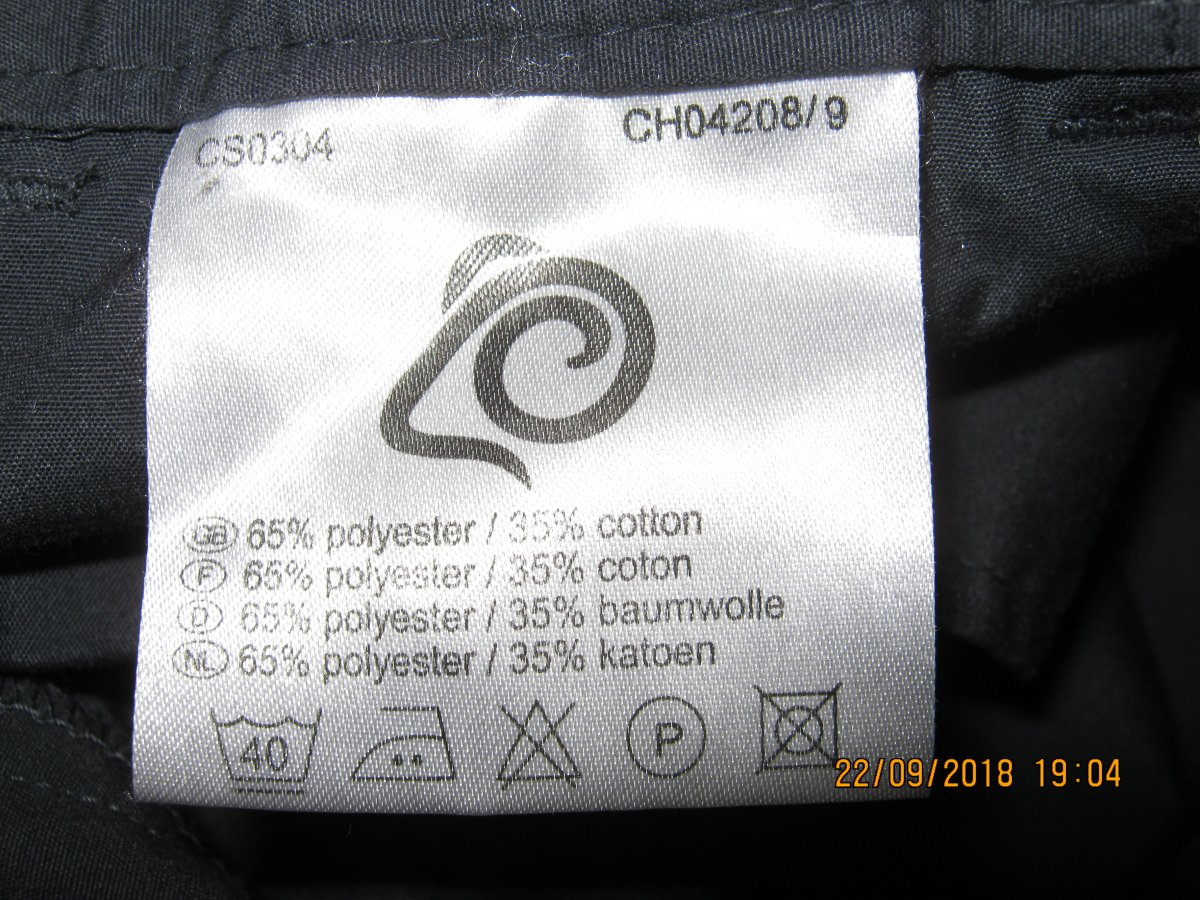 CS0304
CH04208/9
GB 65% polyester / 35% cotton
F 65% polyester / 35% coton
D 65% polyester / 35% baumwolle
NL 65% polyester / 35% katoen
40
P
22/09/2018 19:04